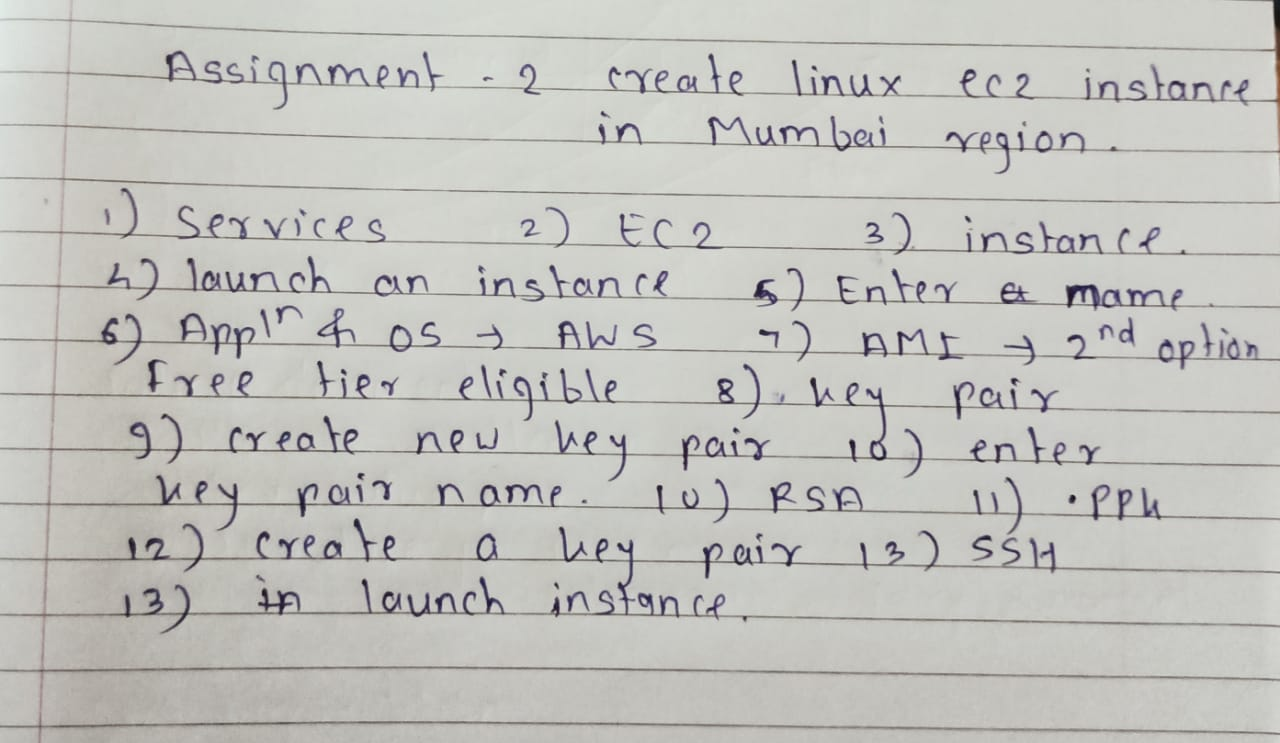 Assignment - 2 create linux ec2 instance
in Mumbai region.
1) Services 2) EC2 3) instance.
4) launch an instance 5) Enter mame.
6) Appln & OS → AWS 7) AMI → 2nd option
free tier eligible 8). key pair
9) create new key pair 10) enter
key pair name. 10) RSA 11) .PPk
12) create a key pair 13) SSH
13) launch instance.